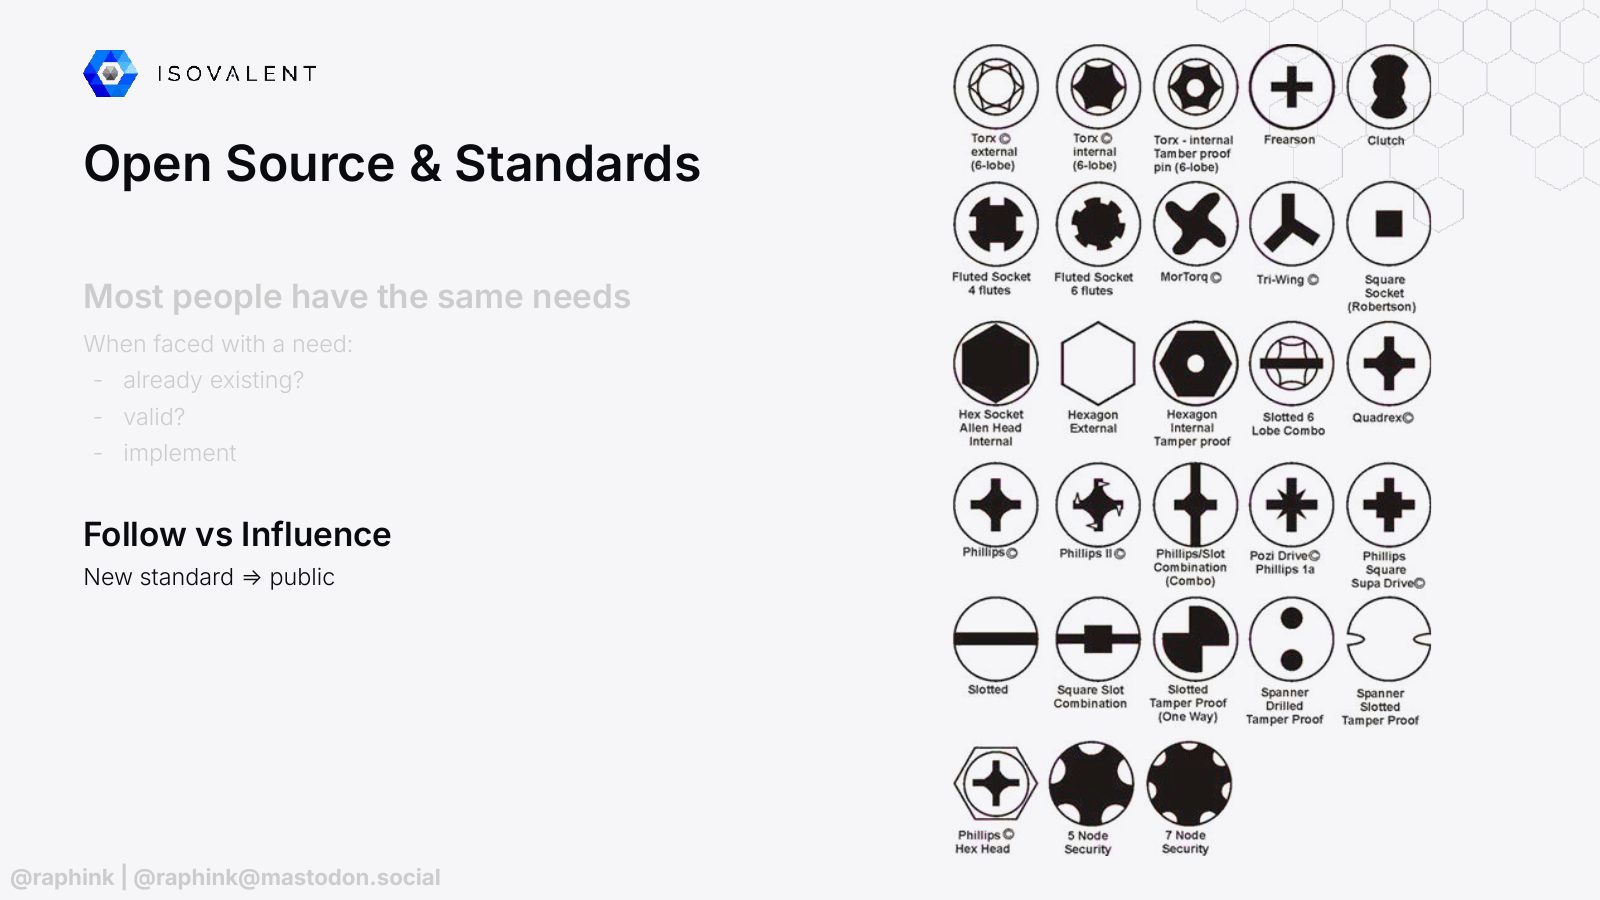 ISOVALENT
Open Source & Standards
Most people have the same needs
When faced with a need:
- already existing?
- valid?
- implement
Follow vs Influence
New standard ⇒ public
Torx ©
external
(6-lobe)
Torx ©
internal
(6-lobe)
Torx - internal
Tamber proof
pin (6-lobe)
Frearson
Clutch
Fluted Socket
4 flutes
Fluted Socket
6 flutes
MorTorq ©
Tri-Wing ©
Square
Socket
(Robertson)
Hex Socket
Allen Head
Internal
Hexagon
External
Hexagon
Internal
Tamper proof
Slotted 6
Lobe Combo
Quadrex©
Phillips©
Phillips II©
Phillips/Slot
Combination
(Combo)
Pozi Drive©
Phillips 1a
Phillips
Square
Supa Drive©
Slotted
Square Slot
Combination
Slotted
Tamper Proof
(One Way)
Spanner
Drilled
Tamper Proof
Spanner
Slotted
Tamper Proof
Phillips ©
Hex Head
5 Node
Security
7 Node
Security
@raphink | @raphink@mastodon.social